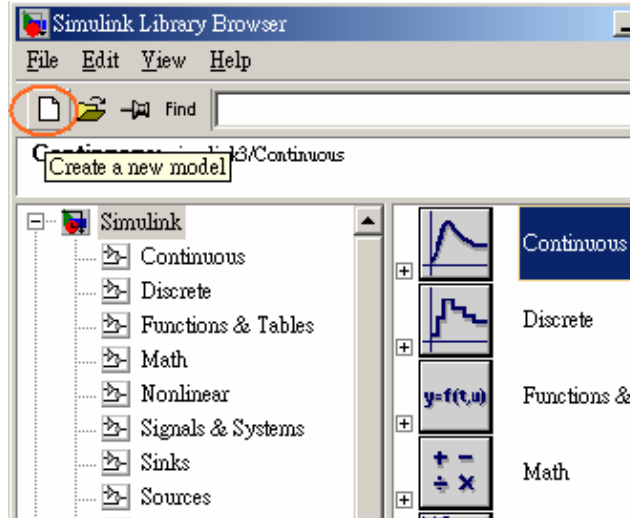 Simulink Library Browser
File Edit View Help
Find
Create a new model
k3/Continuous
Simulink
Continuous
Discrete
Functions & Tables
Math
Nonlinear
Signals & Systems
Sinks
Sources
Continuous
Discrete
y=f(t,u)
Functions &
+ − ÷ ×
Math